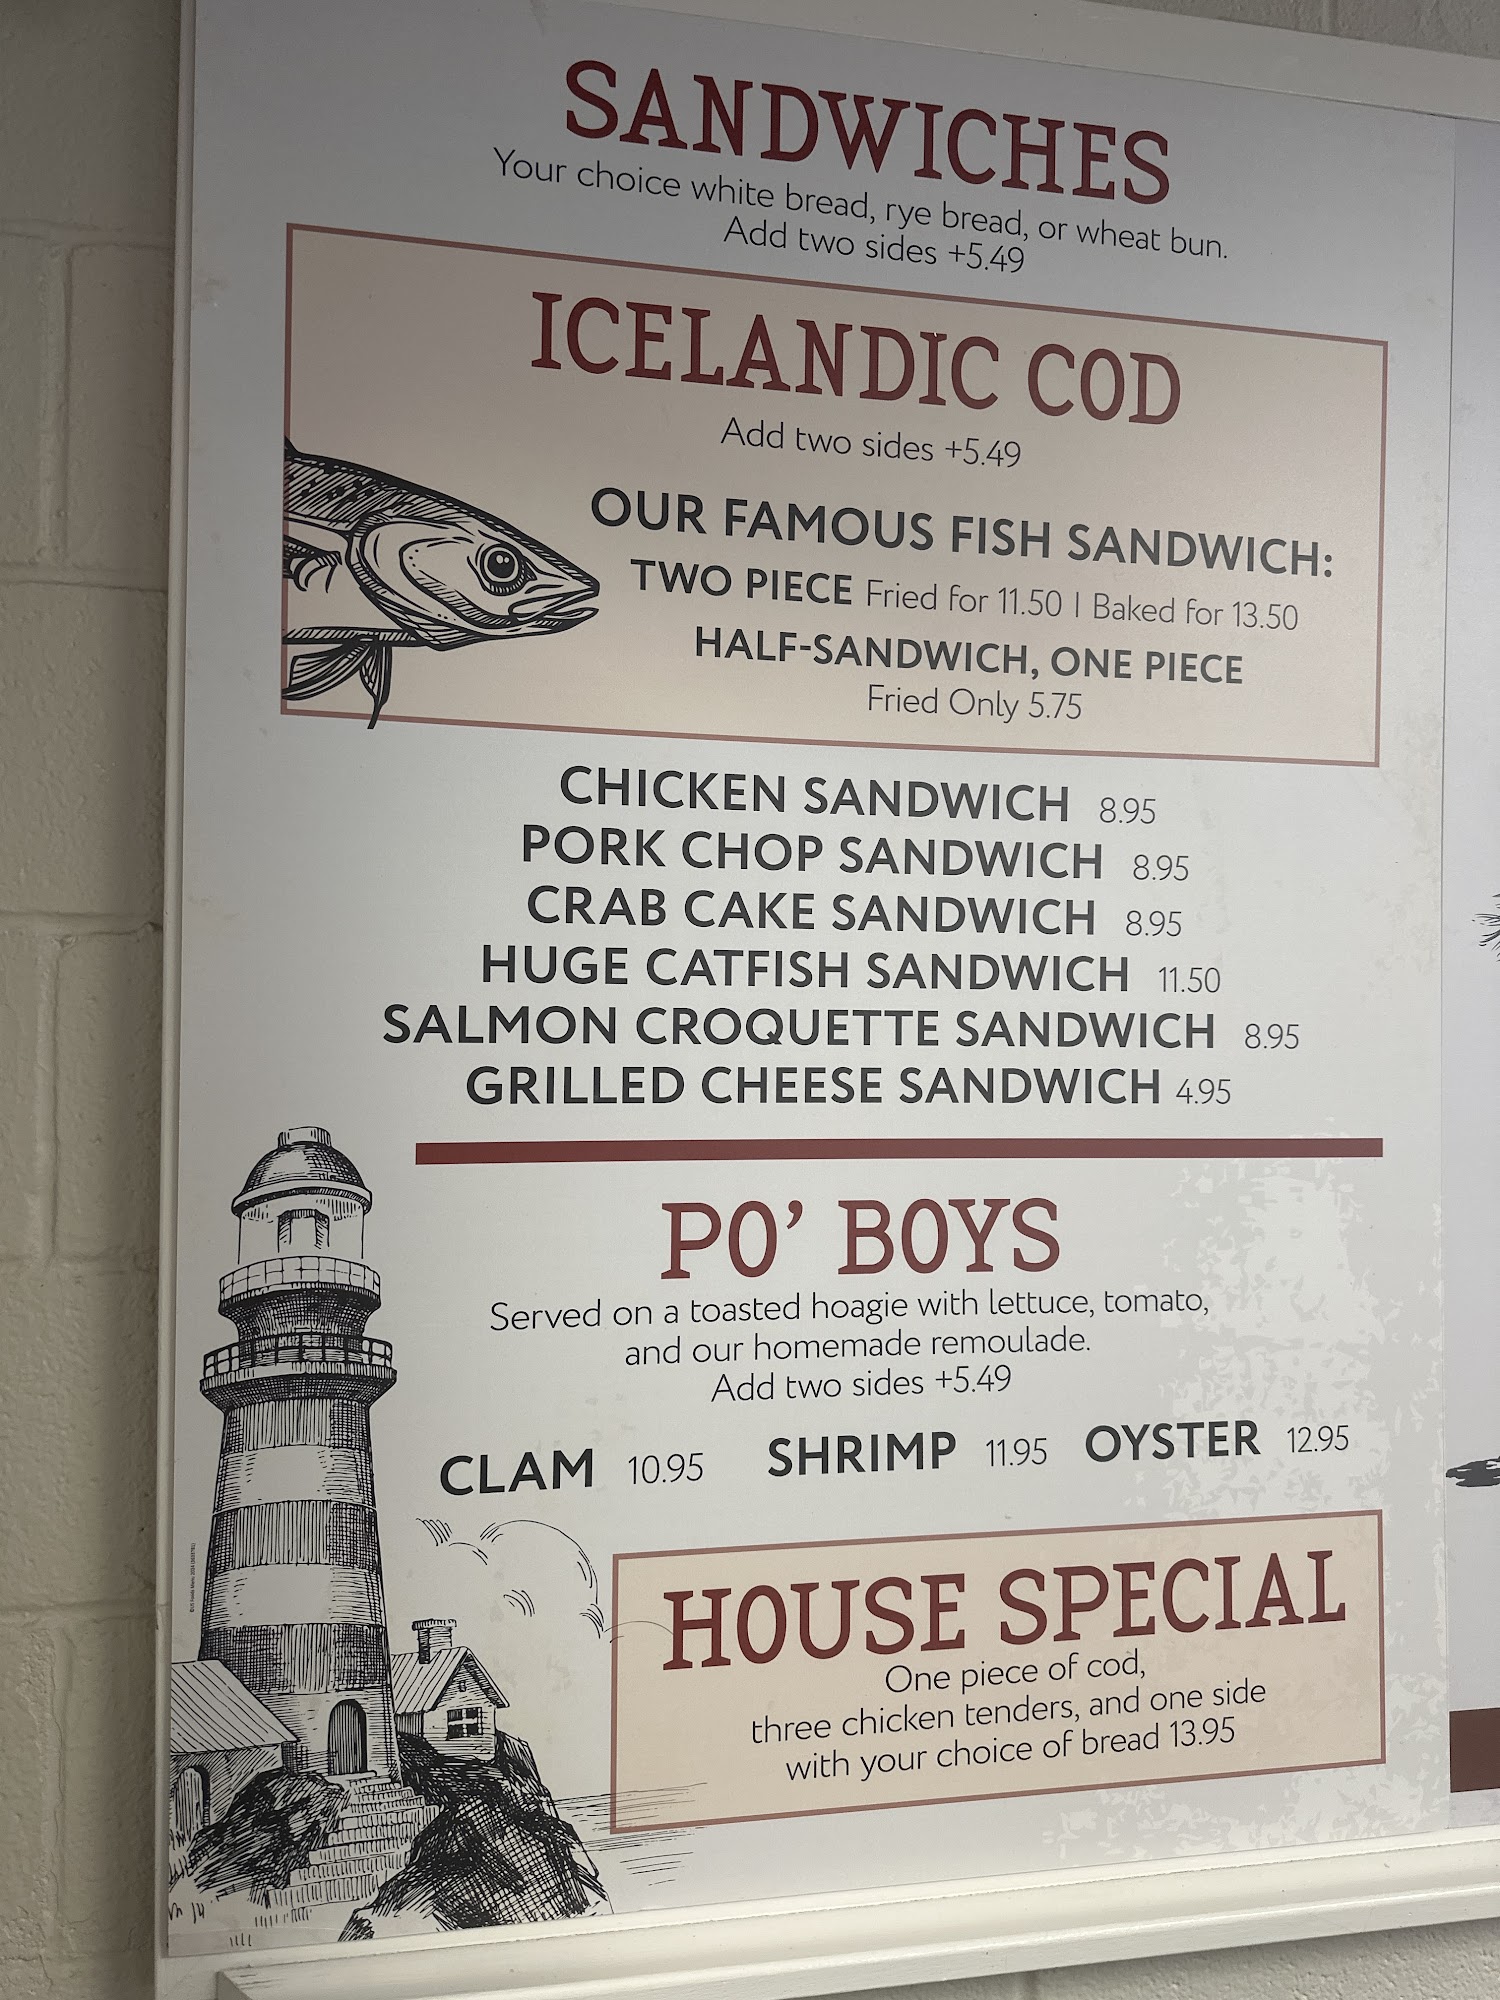 SANDWICHES
Your choice white bread, rye bread, or wheat bun.
Add two sides +5.49
ICELANDIC COD
Add two sides +5.49
OUR FAMOUS FISH SANDWICH:
TWO PIECE Fried for 11.50 | Baked for 13.50
HALF-SANDWICH, ONE PIECE
Fried Only 5.75
CHICKEN SANDWICH 8.95
PORK CHOP SANDWICH 8.95
CRAB CAKE SANDWICH 8.95
HUGE CATFISH SANDWICH 11.50
SALMON CROQUETTE SANDWICH 8.95
GRILLED CHEESE SANDWICH 4.95
PO' BOYS
Served on a toasted hoagie with lettuce, tomato,
and our homemade remoulade.
Add two sides +5.49
CLAM 10.95 SHRIMP 11.95 OYSTER 12.95
HOUSE SPECIAL
One piece of cod,
three chicken tenders, and one side
with your choice of bread 13.95